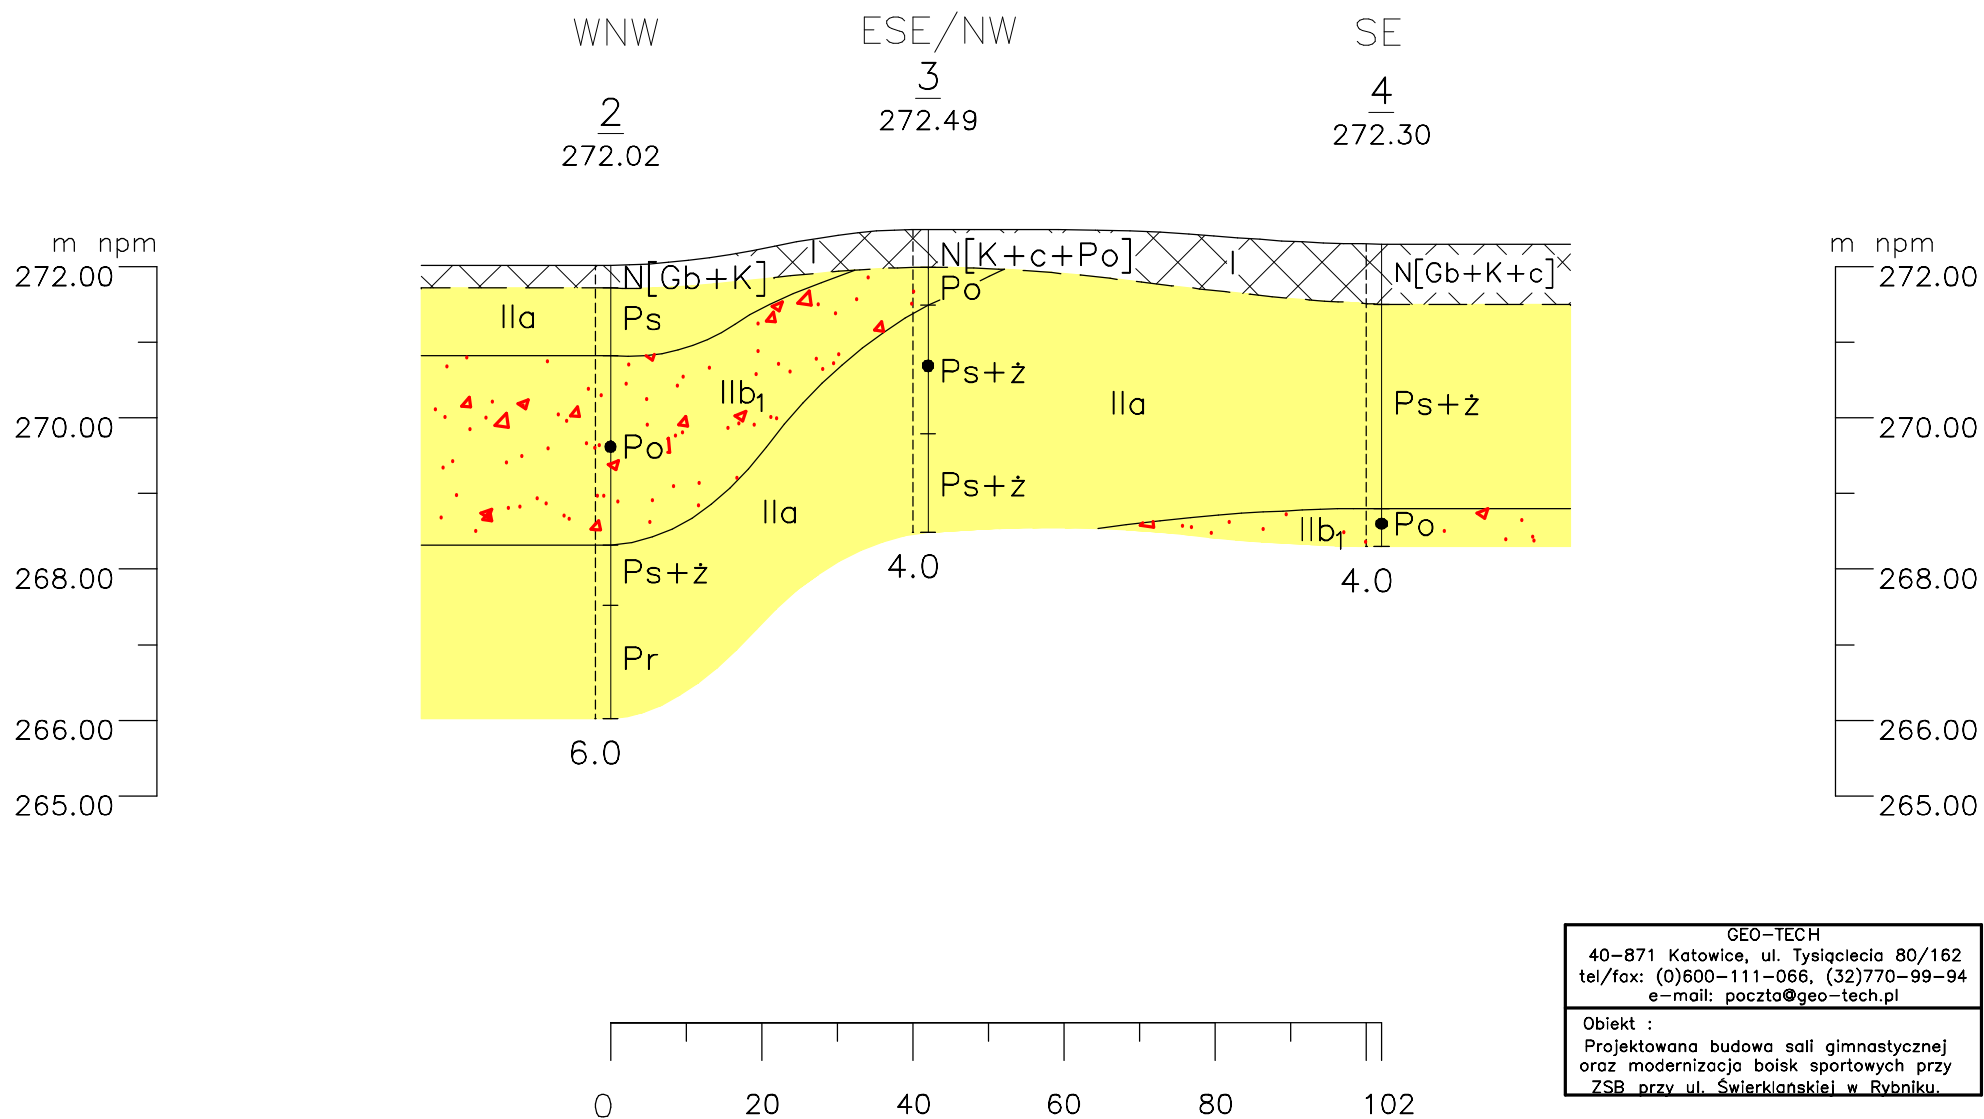 WNW
ESE/NW
SE
2
272.02
3
272.49
4
272.30
m npm
272.00
270.00
268.00
266.00
265.00
m npm
272.00
270.00
268.00
266.00
265.00
N[Gb+K]
I
N[K+c+Po]
I
N[Gb+K+c]
IIa
Ps
Po
IIb1
Ps+ż
IIa
Ps+ż
Po
IIa
Ps+ż
IIb1
Po
Ps+ż
Pr
4.0
4.0
6.0
0 20 40 60 80 102
GEO-TECH
40-871 Katowice, ul. Tysiąclecia 80/162
tel/fax: (0)600-111-066, (32)770-99-94
e-mail: poczta@geo-tech.pl
Obiekt :
Projektowana budowa sali gimnastycznej
oraz modernizacja boisk sportowych przy
ZSB przy ul. Świerklańskiej w Rybniku.